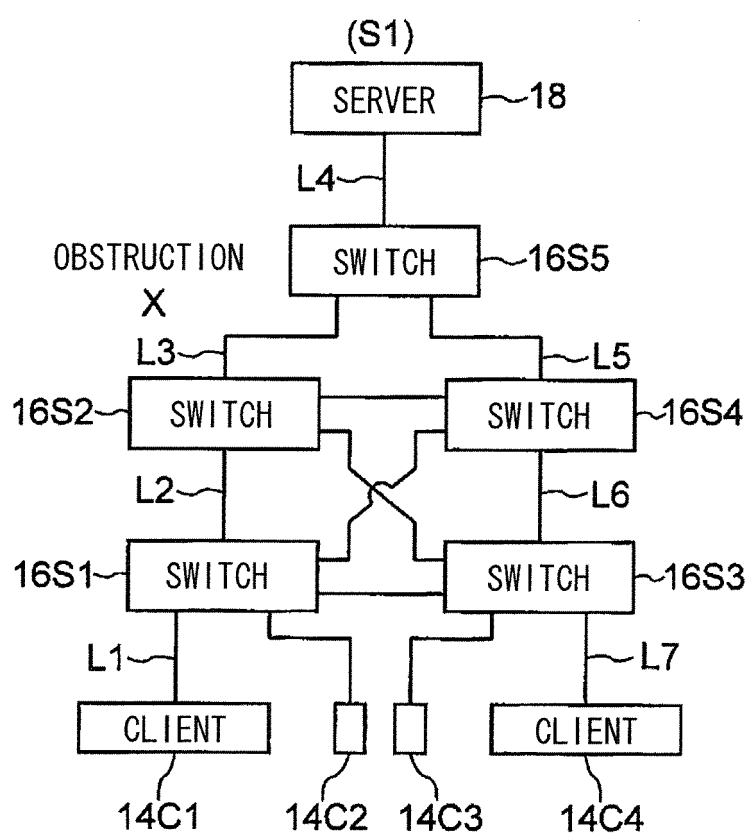 (S1)
SERVER
18
L4
SWITCH
16S5
OBSTRUCTION
X
L3
L5
16S2
SWITCH
SWITCH
16S4
L2
L6
16S1
SWITCH
SWITCH
16S3
L1
L7
CLIENT
CLIENT
14C1
14C2
14C3
14C4